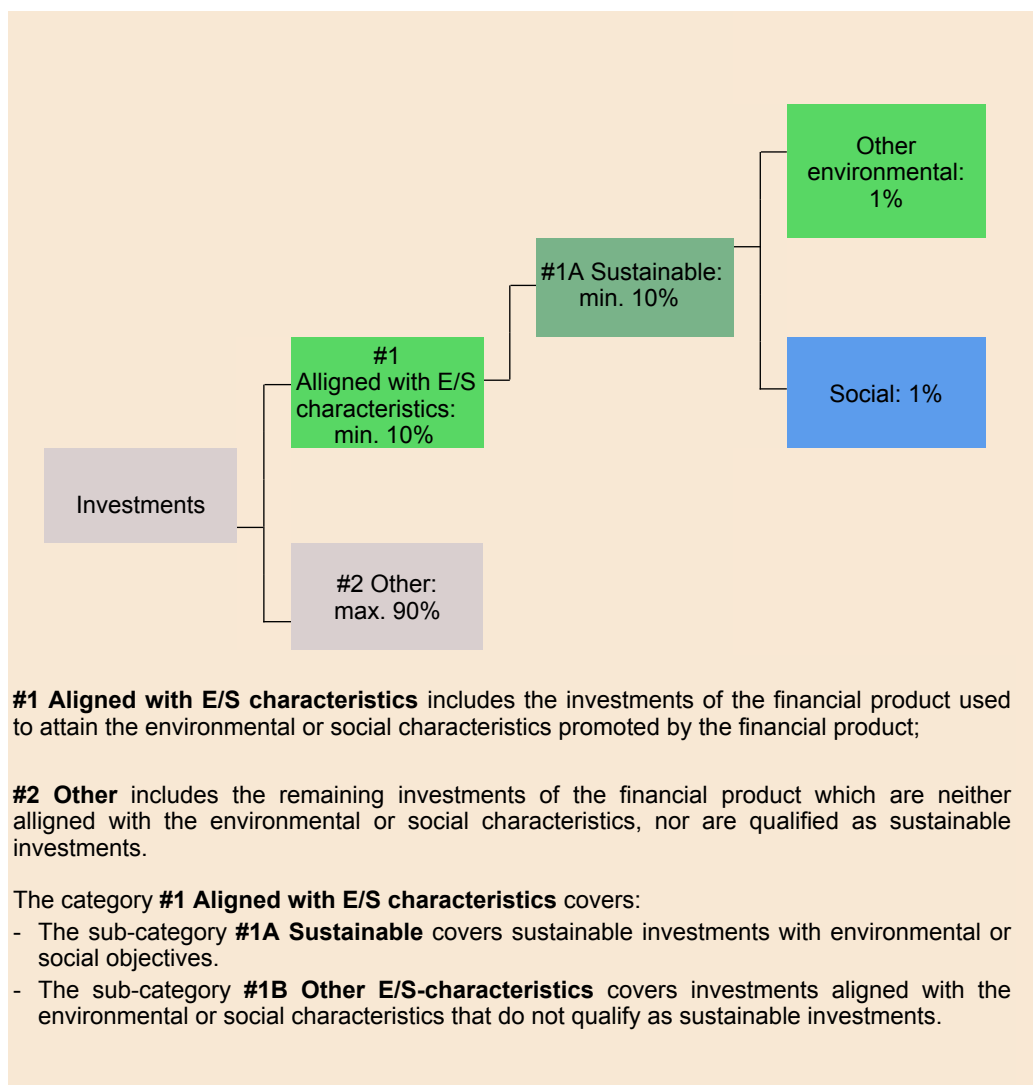 Other
environmental:
1%
#1A Sustainable:
min. 10%
#1
Alligned with E/S
characteristics:
min. 10%
Social: 1%
Investments
#2 Other:
max. 90%
#1 Aligned with E/S characteristics includes the investments of the financial product used
to attain the environmental or social characteristics promoted by the financial product;
#2 Other includes the remaining investments of the financial product which are neither
alligned with the environmental or social characteristics, nor are qualified as sustainable
investments.
The category #1 Aligned with E/S characteristics covers:
- The sub-category #1A Sustainable covers sustainable investments with environmental or
social objectives.
- The sub-category #1B Other E/S-characteristics covers investments aligned with the
environmental or social characteristics that do not qualify as sustainable investments.